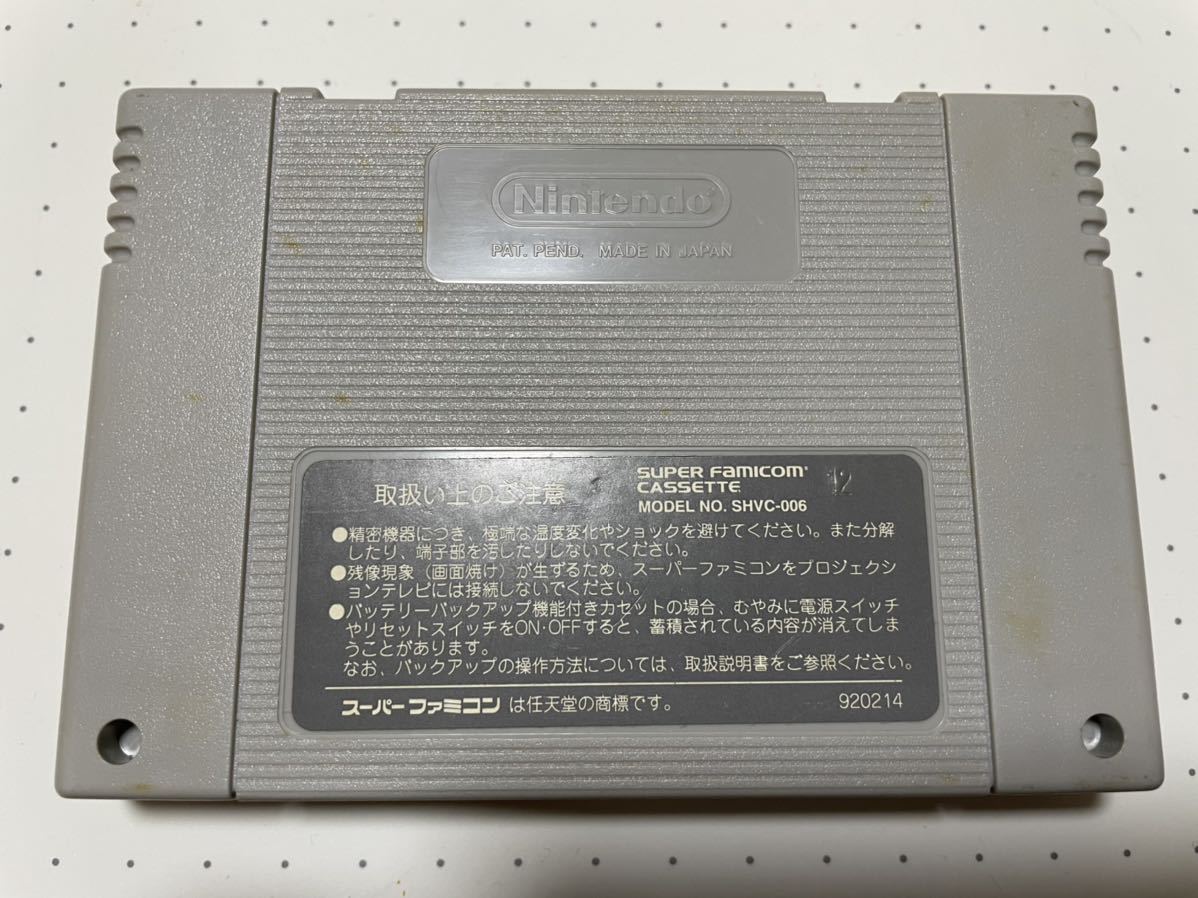 Nintendo®
PAT. PEND. MADE IN JAPAN
取扱い上のご注意
SUPER FAMICOM®
CASSETTE
MODEL NO. SHVC-006
12
●精密機器につき、極端な温度変化やショックを避けてください。また分解
したり、端子部を汚したりしないでください。
●残像現象（画面焼け）が生ずるため、スーパーファミコンをプロジェクシ
ョンテレビには接続しないでください。
●バッテリーバックアップ機能付きカセットの場合、むやみに電源スイッチ
やリセットスイッチをON·OFFすると、蓄積されている内容が消えてしま
うことがあります。
なお、バックアップの操作方法については、取扱説明書をご参照ください。
スーパーファミコン は任天堂の商標です。
920214